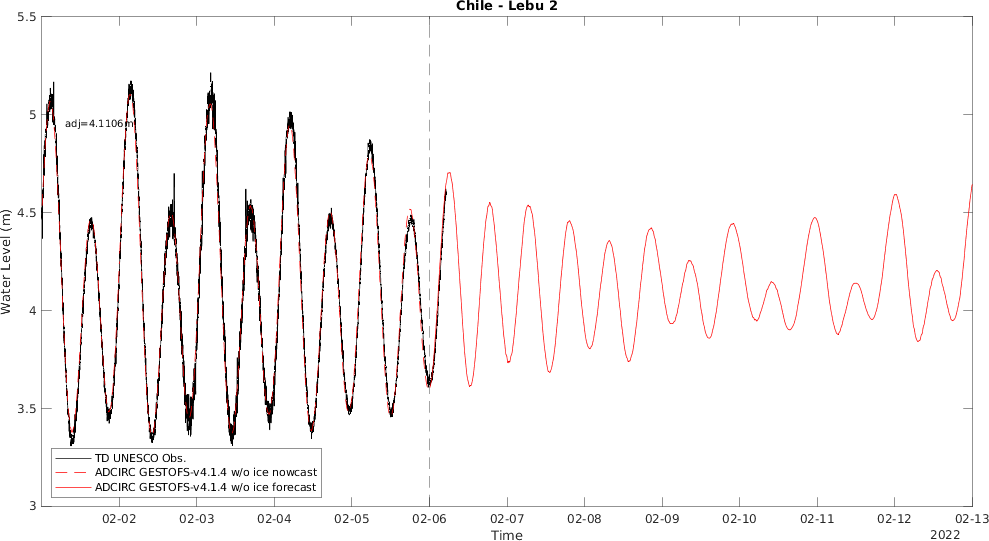 Chile - Lebu 2
Water Level (m)
5.5
5
4.5
4
3.5
3
adj=4.1106m
TD UNESCO Obs.
ADCIRC GESTOFS-v4.1.4 w/o ice nowcast
ADCIRC GESTOFS-v4.1.4 w/o ice forecast
02-02 02-03 02-04 02-05 02-06 02-07 02-08 02-09 02-10 02-11 02-12 02-13
Time
2022